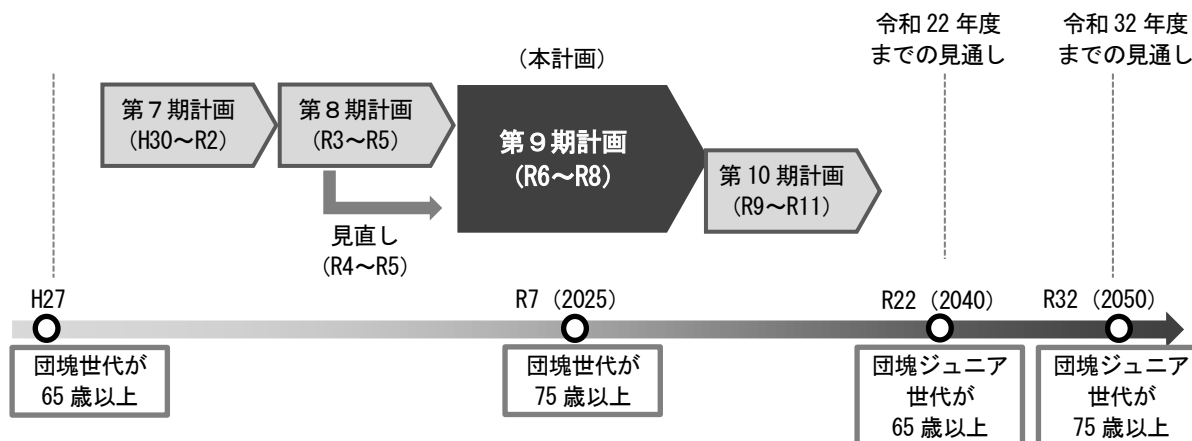 令和 22 年度
までの見通し
令和 32 年度
までの見通し
（本計画）
第７期計画
(H30～R2)
第８期計画
(R3～R5)
第９期計画
(R6～R8)
第 10 期計画
(R9～R11)
見直し
(R4～R5)
H27
R7（2025）
R22（2040）
R32（2050）
団塊世代が
65 歳以上
団塊世代が
75 歳以上
団塊ジュニア
世代が
65 歳以上
団塊ジュニア
世代が
75 歳以上